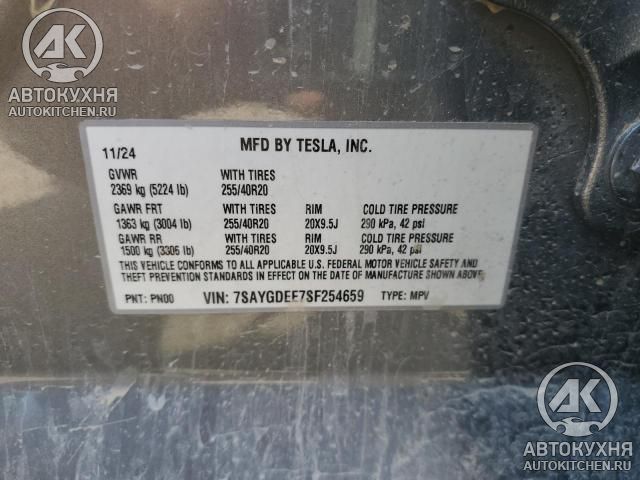 АК
АВТОКУХНЯ
AUTOKITCHEN.RU
11/24 MFD BY TESLA, INC.
GVWR WITH TIRES
2369 kg (5224 lb) 255/40R20
GAWR FRT WITH TIRES RIM COLD TIRE PRESSURE
1363 kg (3004 lb) 255/40R20 20X9.5J 290 kPa, 42 psi
GAWR RR WITH TIRES RIM COLD TIRE PRESSURE
1500 kg (3306 lb) 255/40R20 20X9.5J 290 kPa, 42 psi
THIS VEHICLE CONFORMS TO ALL APPLICABLE U.S. FEDERAL MOTOR VEHICLE SAFETY AND
THEFT PREVENTION STANDARDS IN EFFECT ON THE DATE OF MANUFACTURE SHOWN ABOVE.
PNT: PN00 VIN: 7SAYGDEE7SF254659 TYPE: MPV
АК
АВТОКУХНЯ
AUTOKITCHEN.RU